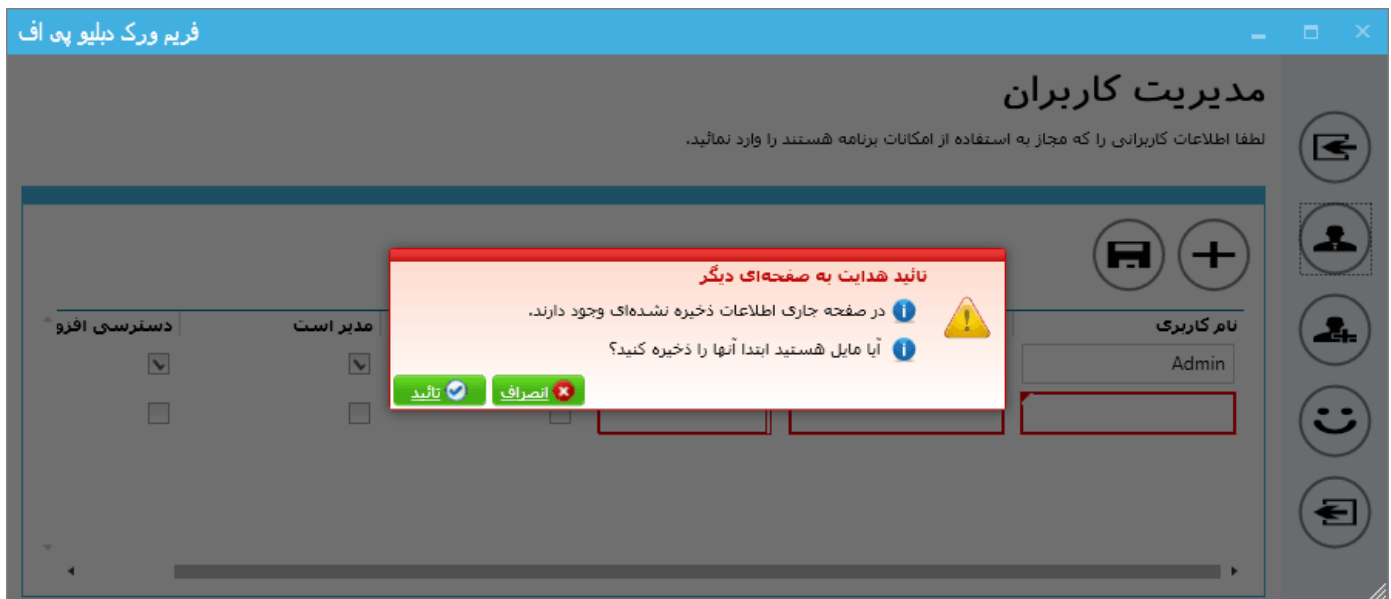 فریم ورک دبلیو پی اف
مدیریت کاربران
لطفا اطلاعات کاربرانی را که مجاز به استفاده از امکانات برنامه هستند را وارد نمائید.
تائید هدایت به صفحه‌ای دیگر
در صفحه جاری اطلاعات ذخیره نشده‌ای وجود دارند.
آیا مایل هستید ابتدا آنها را ذخیره کنید؟
انصراف تائید
نام کاربری مدیر است دسترسی افزو
Admin